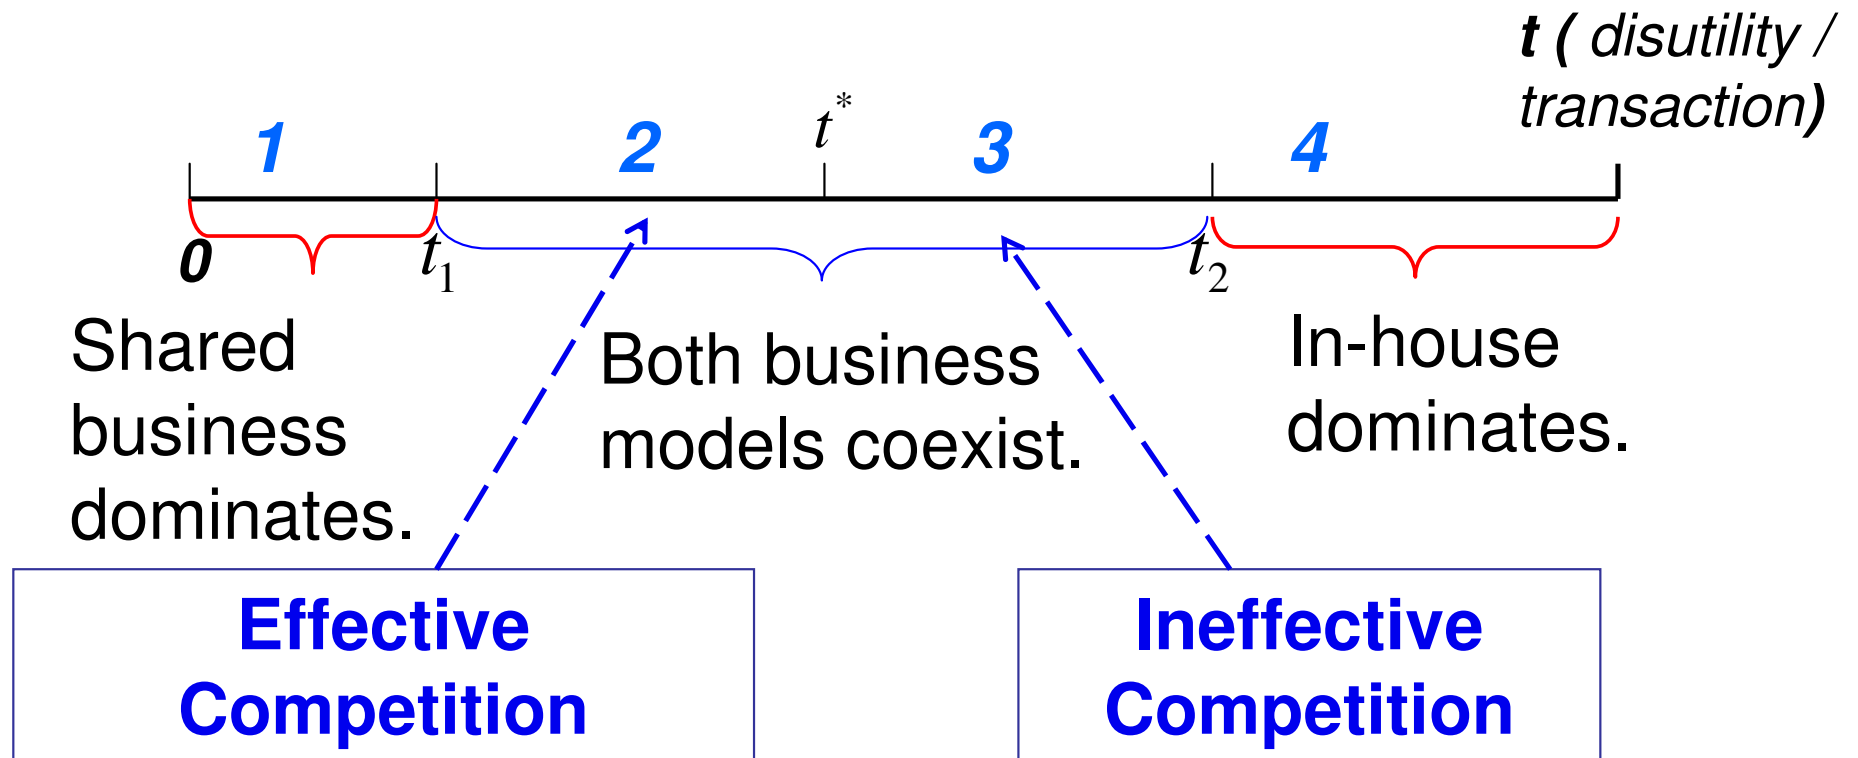 t ( disutility /
transaction)
1 2 t* 3 4
0 t1 t2
Shared
business
dominates.
Both business
models coexist.
In-house
dominates.
Effective
Competition
Ineffective
Competition